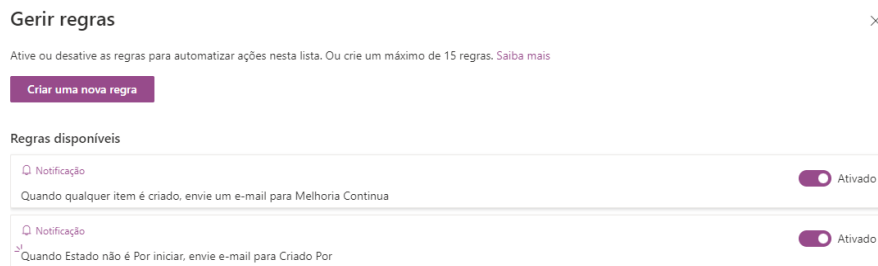 Gerir regras
Ative ou desative as regras para automatizar ações nesta lista. Ou crie um máximo de 15 regras. Saiba mais
Criar uma nova regra
Regras disponíveis
Notificação
Quando qualquer item é criado, envie um e-mail para Melhoria Continua
Ativado
Notificação
Quando Estado não é Por iniciar, envie e-mail para Criado Por
Ativado